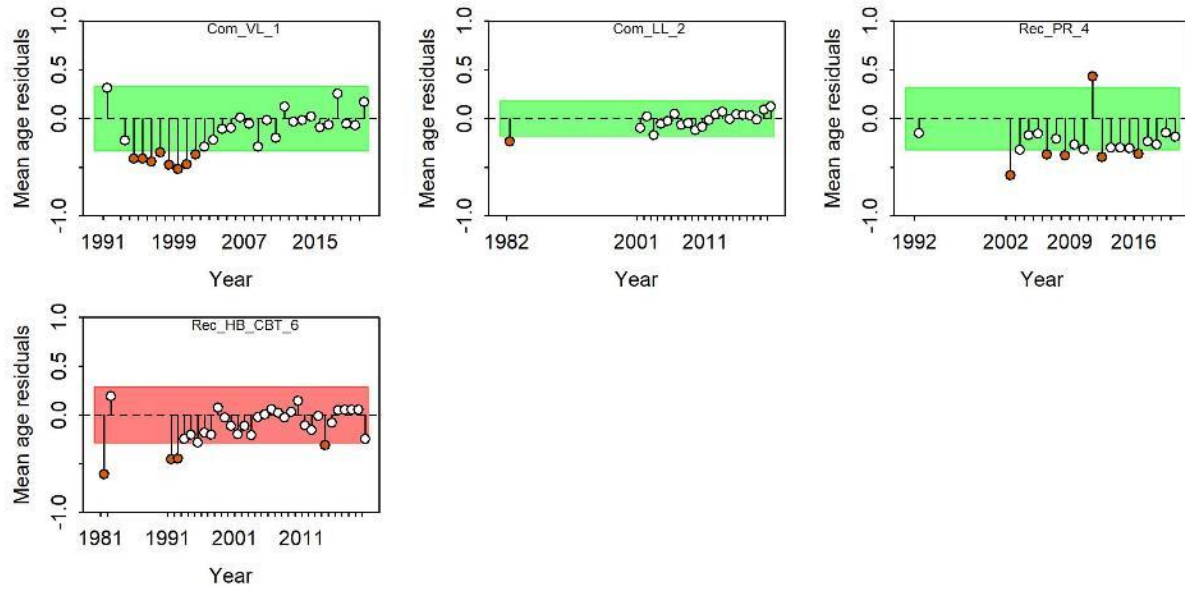 Com_VL_1
Mean age residuals
1.0
0.5
0.0
-1.0
1991 1999 2007 2015
Year
Com_LL_2
Mean age residuals
1.0
0.5
0.0
-1.0
1982 2001 2011
Year
Rec_PR_4
Mean age residuals
1.0
0.5
0.0
-1.0
1992 2002 2009 2016
Year
Rec_HB_CBT_6
Mean age residuals
1.0
0.5
0.0
-1.0
1981 1991 2001 2011
Year